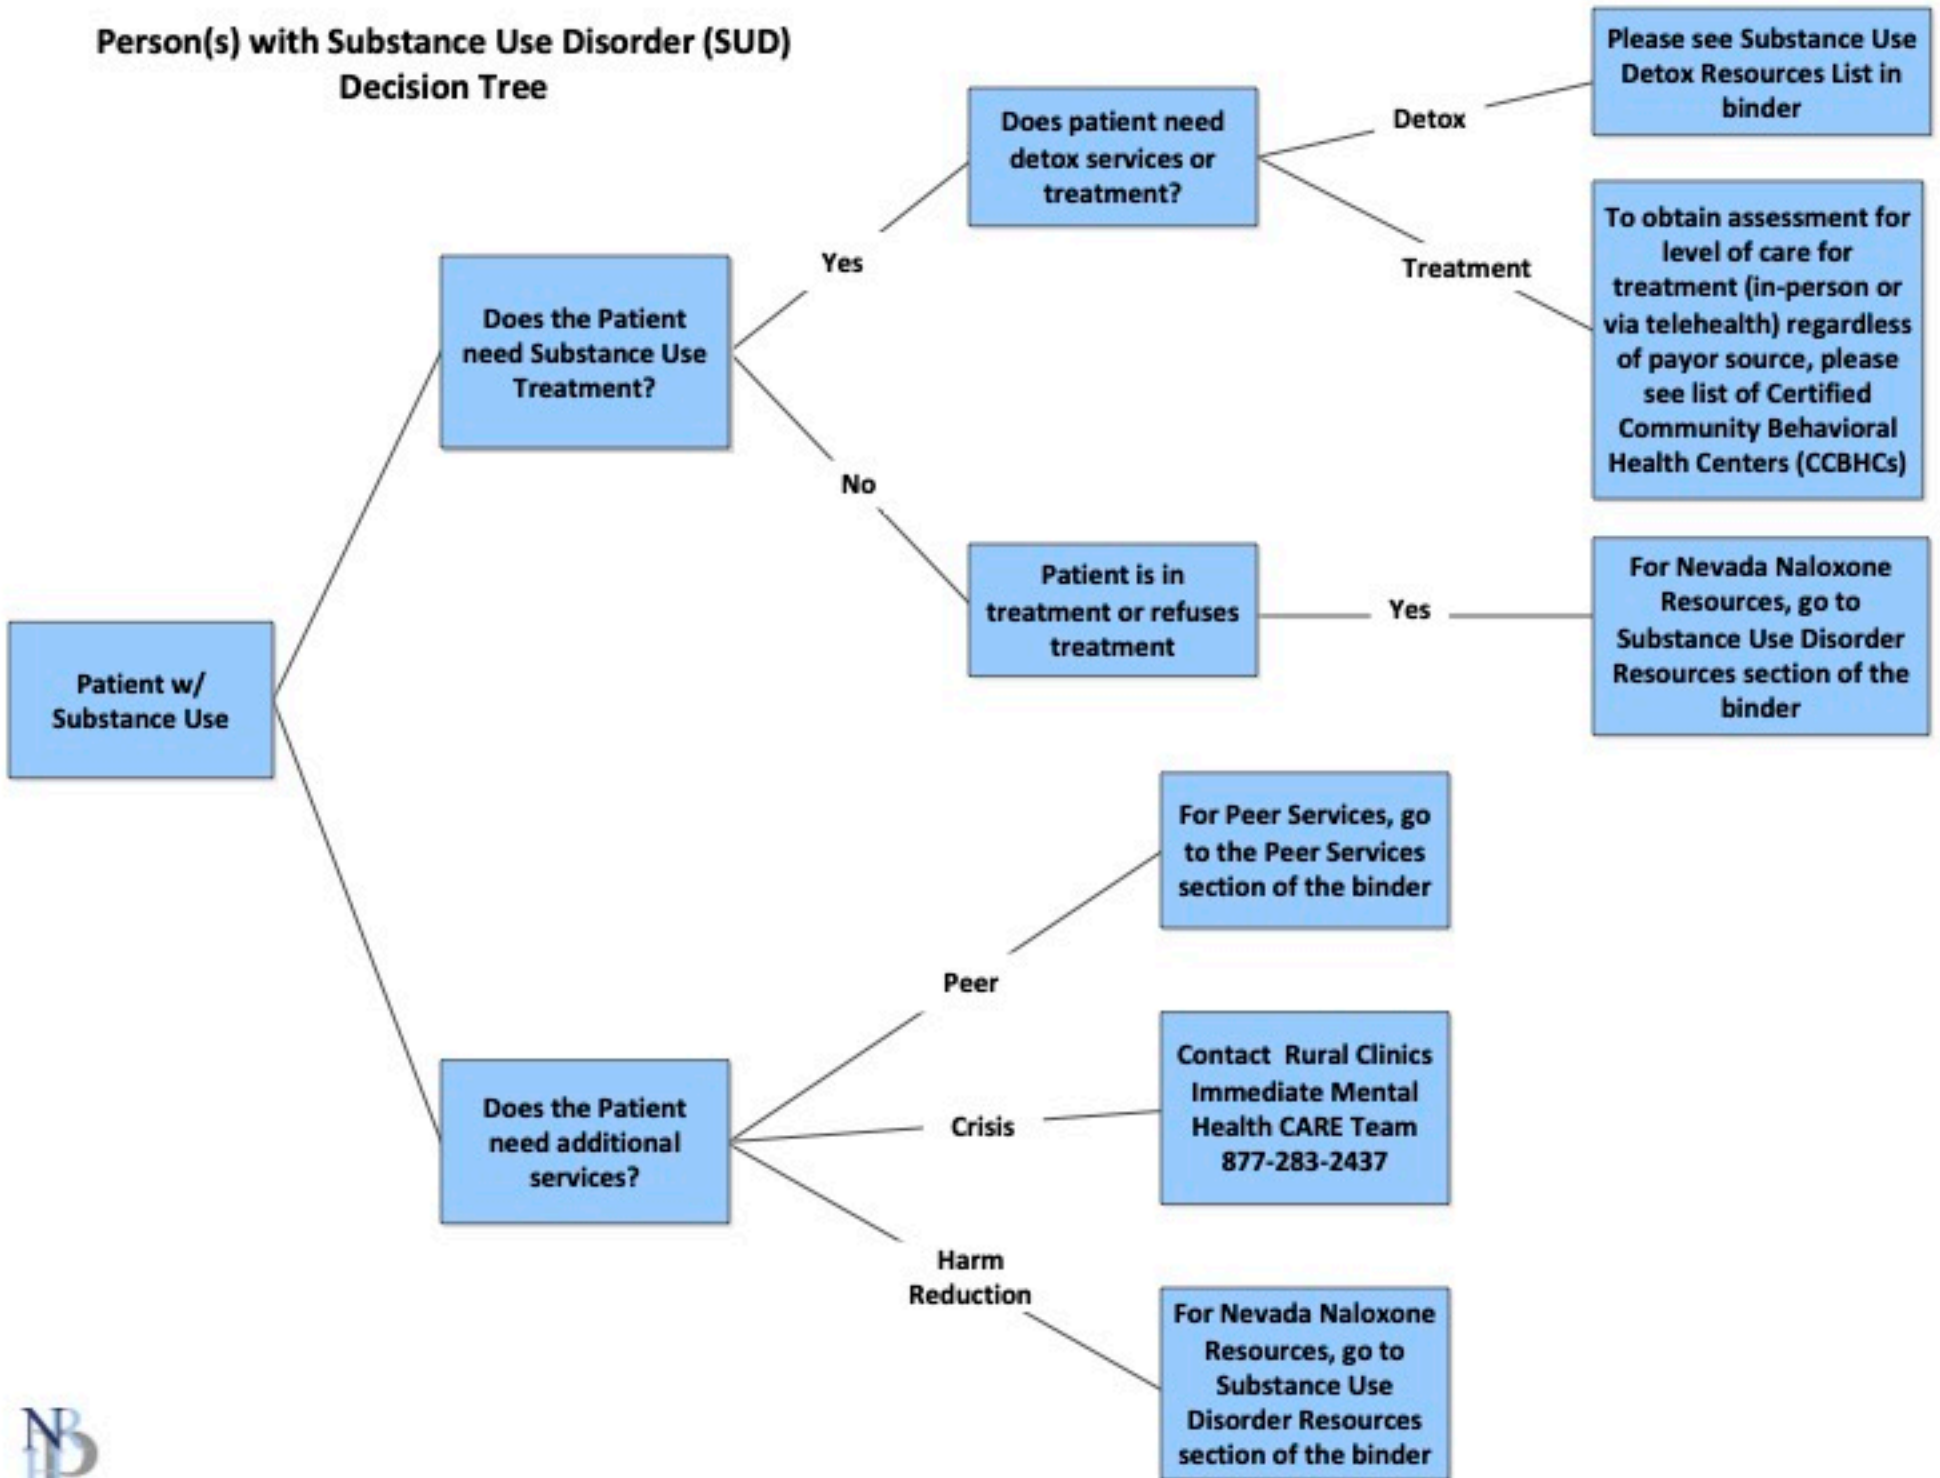 Person(s) with Substance Use Disorder (SUD)
Decision Tree
Please see Substance Use
Detox Resources List in
binder
Does patient need
detox services or
treatment?
Detox
Treatment
To obtain assessment for
level of care for
treatment (in-person or
via telehealth) regardless
of payor source, please
see list of Certified
Community Behavioral
Health Centers (CCBHCs)
Yes
Does the Patient
need Substance Use
Treatment?
No
Patient is in
treatment or refuses
treatment
Yes
For Nevada Naloxone
Resources, go to
Substance Use Disorder
Resources section of the
binder
Patient w/
Substance Use
For Peer Services, go
to the Peer Services
section of the binder
Peer
Does the Patient
need additional
services?
Crisis
Contact  Rural Clinics
Immediate Mental
Health CARE Team
877-283-2437
Harm
Reduction
For Nevada Naloxone
Resources, go to
Substance Use
Disorder Resources
section of the binder